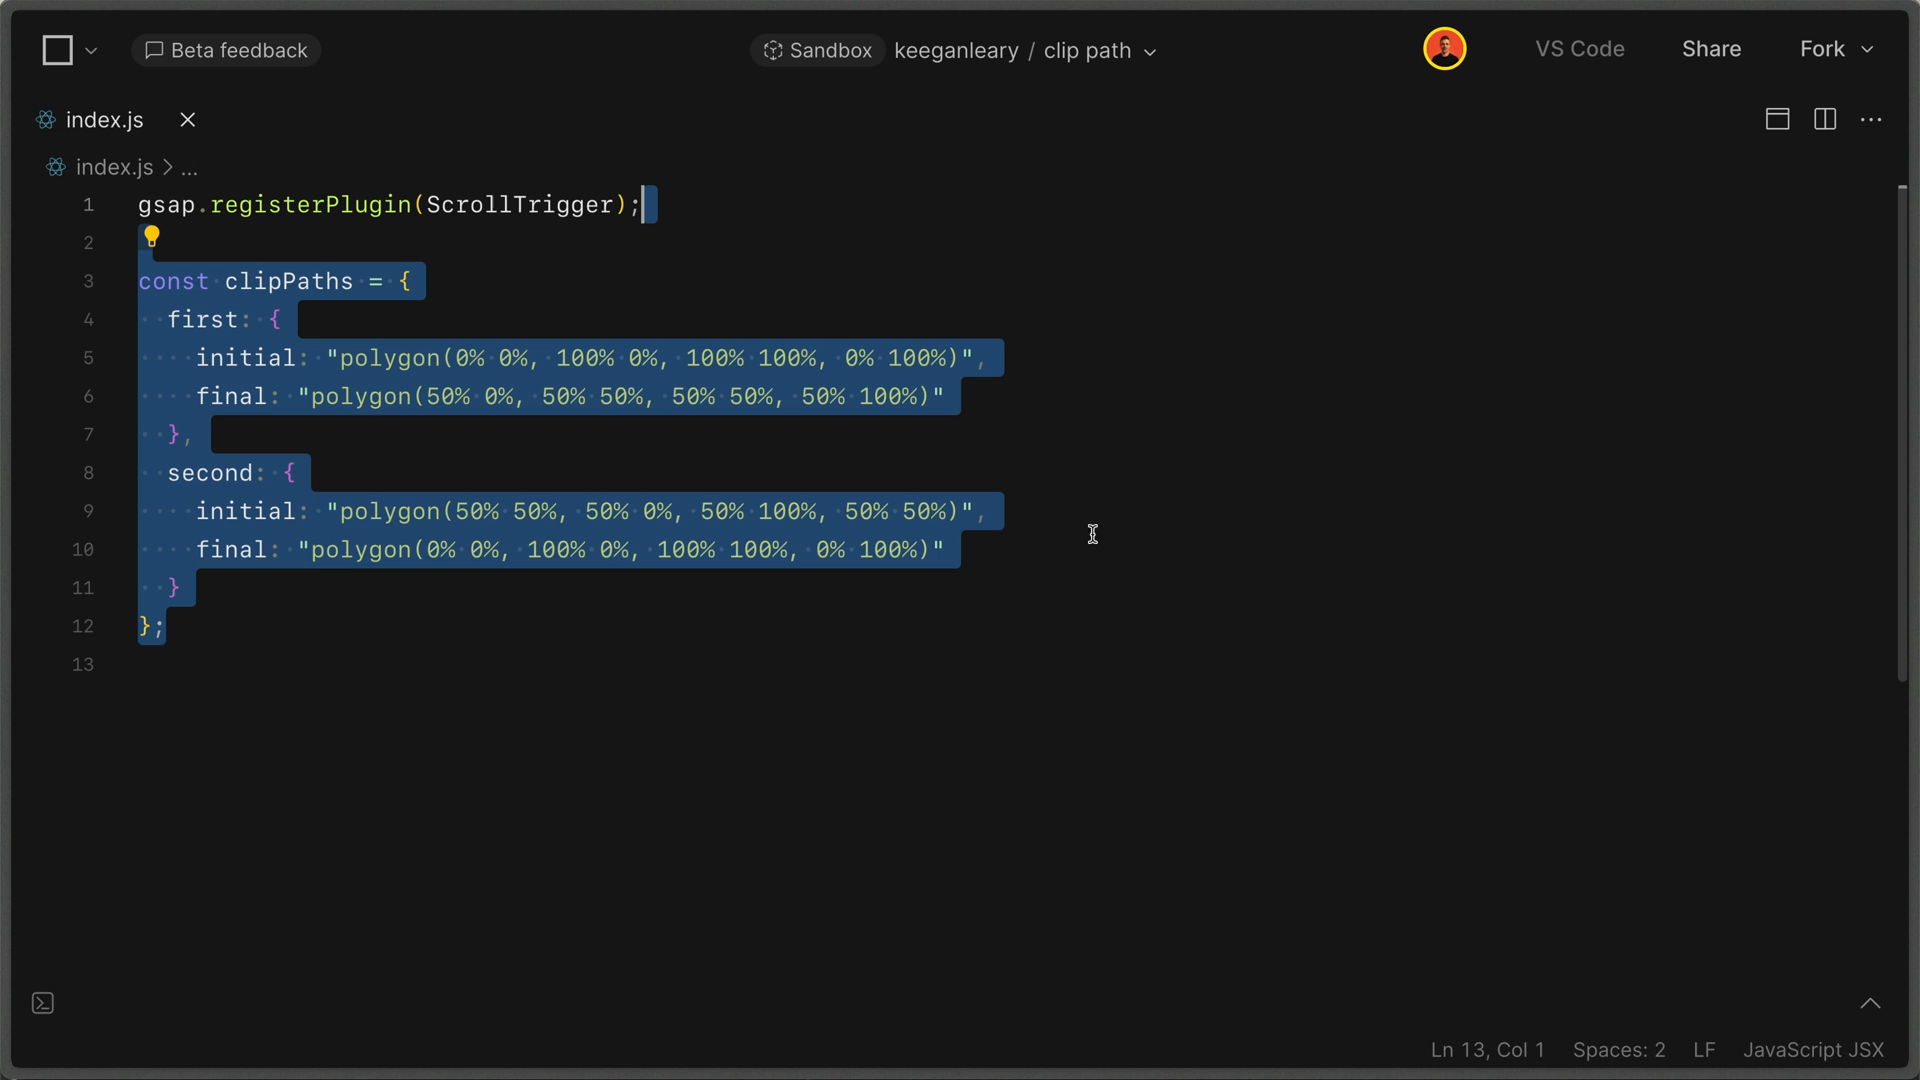 Beta feedback
Sandbox keeganleary / clip path
VS Code
Share
Fork
index.js
index.js > ...
1 gsap.registerPlugin(ScrollTrigger);
2
3 const clipPaths = {
4   first: {
5     initial: "polygon(0% 0%, 100% 0%, 100% 100%, 0% 100%)",
6     final: "polygon(50% 0%, 50% 50%, 50% 50%, 50% 100%)"
7   },
8   second: {
9     initial: "polygon(50% 50%, 50% 0%, 50% 100%, 50% 50%)",
10     final: "polygon(0% 0%, 100% 0%, 100% 100%, 0% 100%)"
11   }
12 };
13
Ln 13, Col 1 Spaces: 2 LF JavaScript JSX